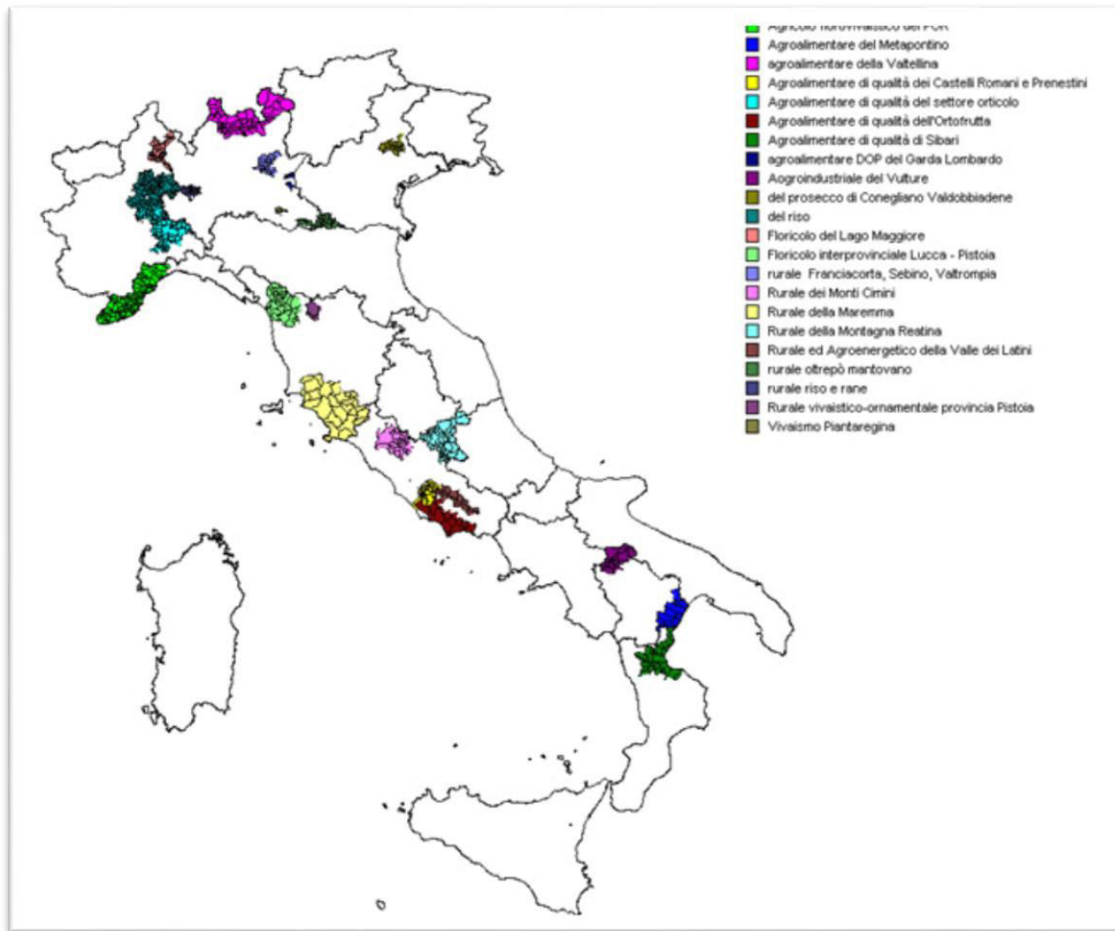 Agricolo florovivaistico del POR
Agroalimentare del Metapontino
agroalimentare della Valtellina
Agroalimentare di qualità dei Castelli Romani e Prenestini
Agroalimentare di qualità del settore orticolo
Agroalimentare di qualità dell'Ortofrutta
Agroalimentare di qualità di Sibari
agroalimentare DOP del Garda Lombardo
Aogroindustriale del Vulture
del prosecco di Conegliano Valdobbiadene
del riso
Floricolo del Lago Maggiore
Floricolo interprovinciale Lucca - Pistoia
rurale Franciacorta, Sebino, Valtrompia
Rurale dei Monti Cimini
Rurale della Maremma
Rurale della Montagna Reatina
Rurale ed Agroenergetico della Valle dei Latini
rurale oltrepò mantovano
rurale riso e rane
Rurale vivaistico-ornamentale provincia Pistoia
Vivaismo Piantaregina